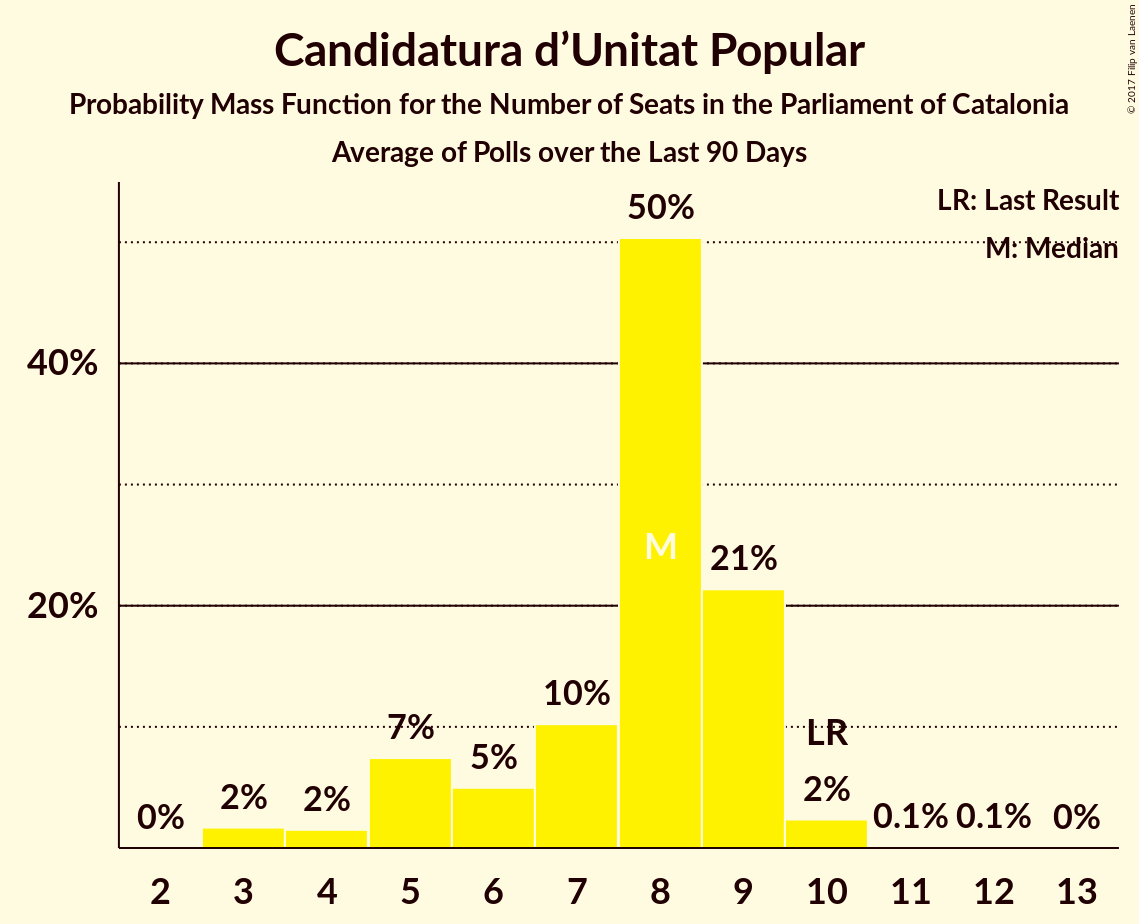 Candidatura d’Unitat Popular
Probability Mass Function for the Number of Seats in the Parliament of Catalonia
Average of Polls over the Last 90 Days
© 2017 Filip van Laenen
LR: Last Result
M: Median
40%
20%
0%
2%
2%
7%
5%
10%
50%
M
21%
LR
2%
0.1%
0.1%
0%
2 3 4 5 6 7 8 9 10 11 12 13